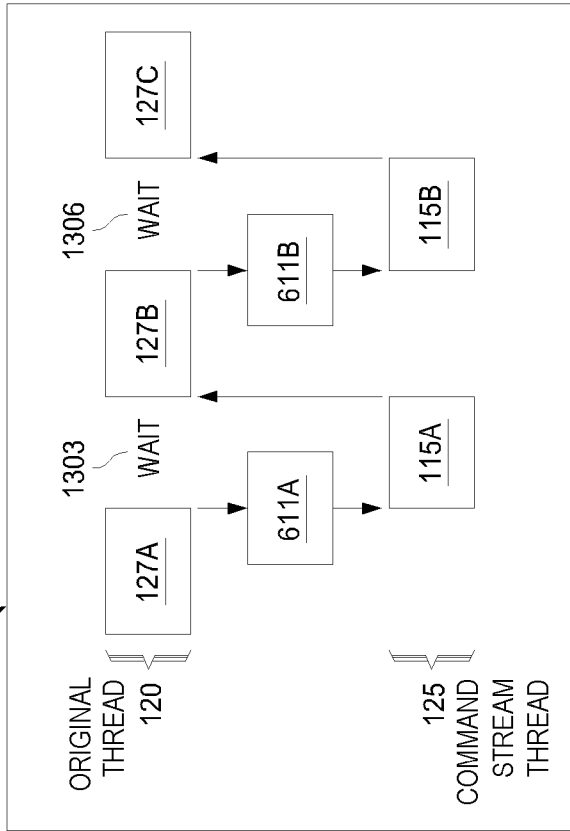 1303
1306
ORIGINAL
THREAD
120
127A
WAIT
127B
WAIT
127C
611A
611B
125
COMMAND
STREAM
THREAD
115A
115B